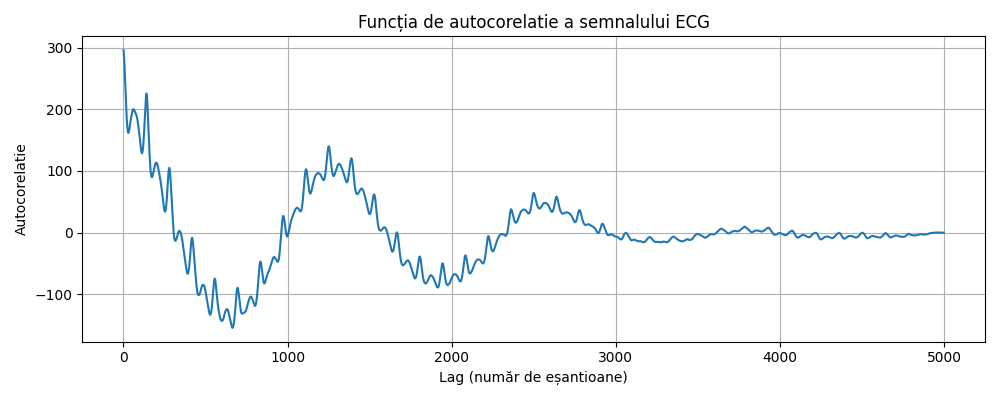 Funcția de autocorelatie a semnalului ECG
Autocorelatie
300
200
100
0
−100
0 1000 2000 3000 4000 5000
Lag (număr de eșantioane)